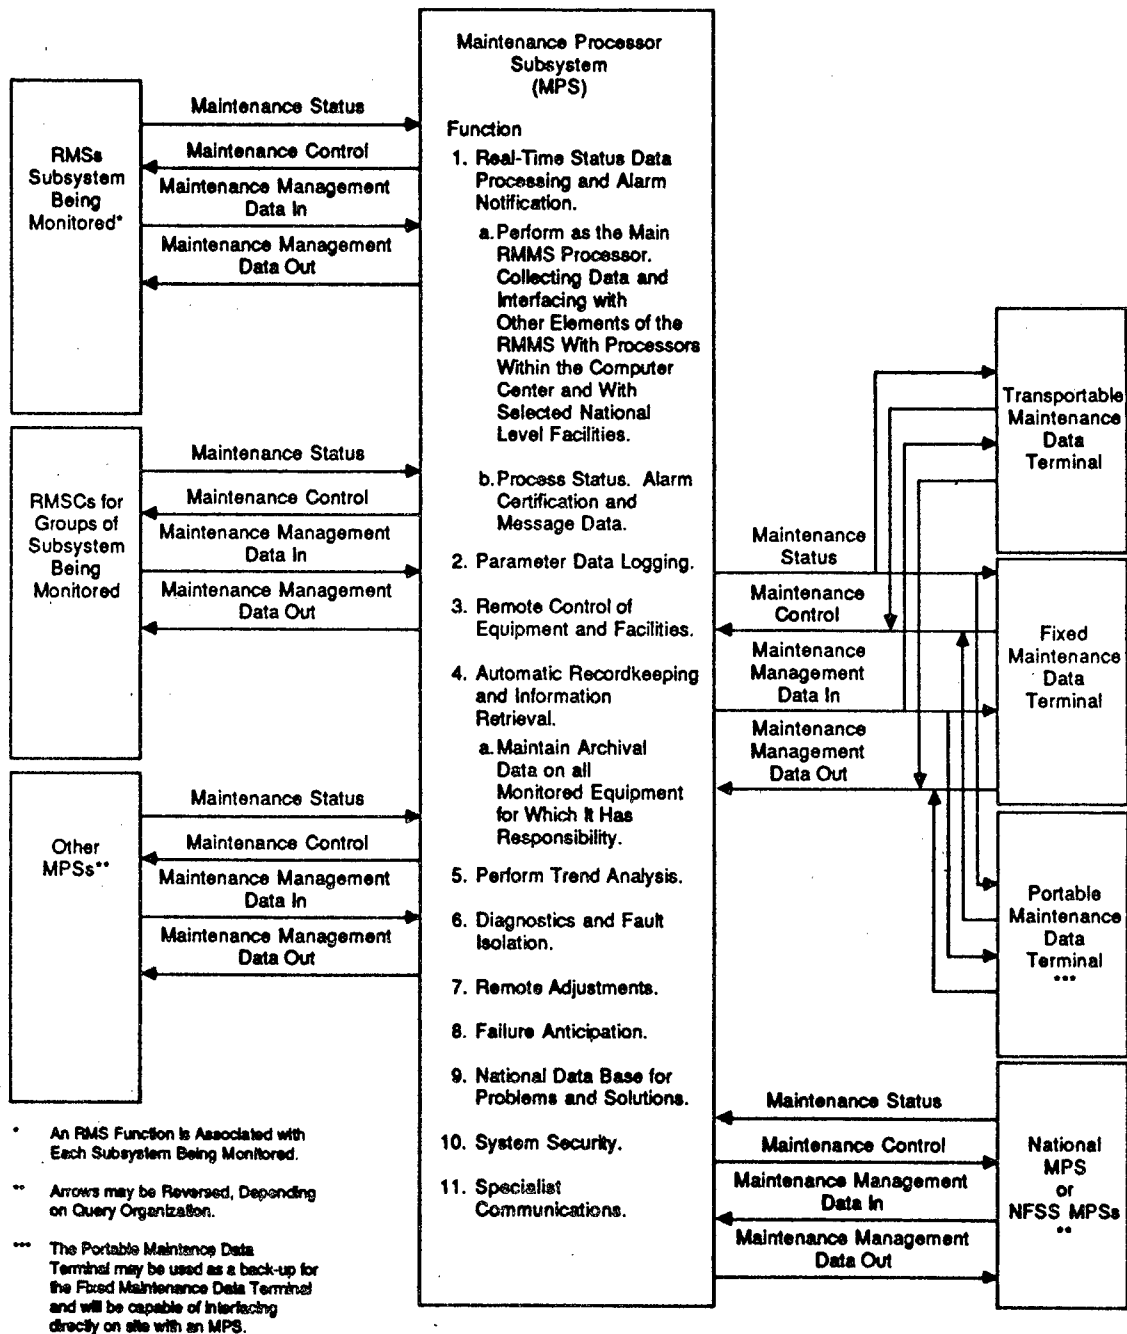 RMSs
Subsystem
Being
Monitored*
Maintenance Status
Maintenance Control
Maintenance Management
Data In
Maintenance Management
Data Out
RMSCs for
Groups of
Subsystem
Being
Monitored
Maintenance Status
Maintenance Control
Maintenance Management
Data In
Maintenance Management
Data Out
Other
MPSs**
Maintenance Status
Maintenance Control
Maintenance Management
Data In
Maintenance Management
Data Out
* An RMS Function is Associated with
Each Subsystem Being Monitored.
** Arrows may be Reversed, Depending
on Query Organization.
*** The Portable Maintance Data
Terminal may be used as a back-up for
the Fixed Maintenance Data Terminal
and will be capable of interfacing
directly on site with an MPS.
Maintenance Processor
Subsystem
(MPS)
Function
1. Real-Time Status Data
Processing and Alarm
Notification.
a. Perform as the Main
RMMS Processor.
Collecting Data and
Interfacing with
Other Elements of the
RMMS With Processors
Within the Computer
Center and With
Selected National
Level Facilities.
b. Process Status. Alarm
Certification and
Message Data.
2. Parameter Data Logging.
3. Remote Control of
Equipment and Facilities.
4. Automatic Recordkeeping
and Information
Retrieval.
a. Maintain Archival
Data on all
Monitored Equipment
for Which It Has
Responsibility.
5. Perform Trend Analysis.
6. Diagnostics and Fault
Isolation.
7. Remote Adjustments.
8. Failure Anticipation.
9. National Data Base for
Problems and Solutions.
10. System Security.
11. Specialist
Communications.
Maintenance
Status
Maintenance
Control
Maintenance
Management
Data In
Maintenance
Management
Data Out
Transportable
Maintenance
Data
Terminal
Fixed
Maintenance
Data
Terminal
Portable
Maintenance
Data
Terminal
***
Maintenance Status
Maintenance Control
Maintenance Management
Data In
Maintenance Management
Data Out
National
MPS
or
NFSS MPSs
**